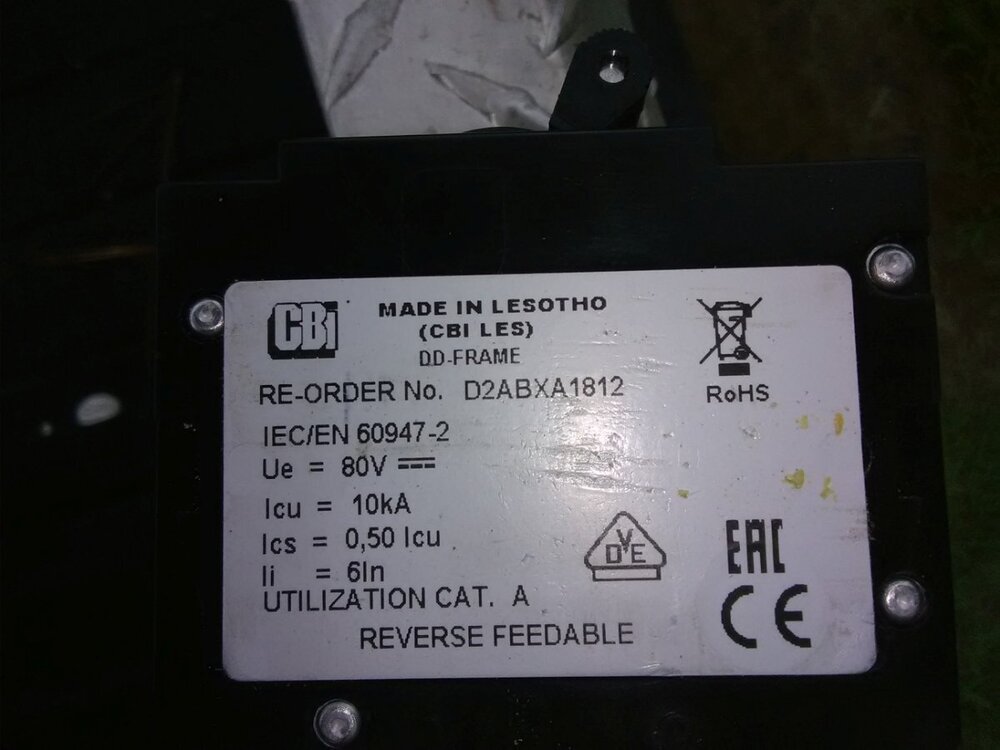 CBi
MADE IN LESOTHO
(CBI LES)
DD-FRAME
RE-ORDER No. D2ABXA1812
RoHS
IEC/EN 60947-2
Ue = 80V ⎓
Icu = 10kA
Ics = 0,50 Icu
Ii = 6In
UTILIZATION CAT. A
REVERSE FEEDABLE
VDE
EAC
CE